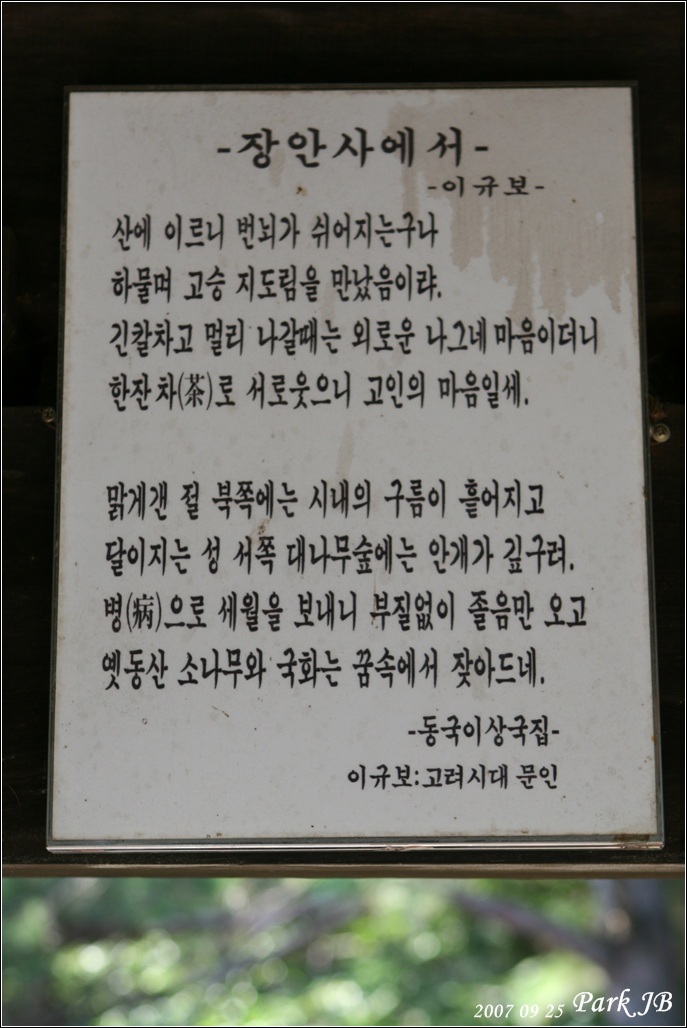 -장안사에서-
-이규보-
산에 이르니 번뇌가 쉬어지는구나
하물며 고승 지도림을 만났음이랴.
긴칼차고 멀리 나갈때는 외로운 나그네 마음이더니
한잔 차(茶)로 서로웃으니 고인의 마음일세.
맑게갠 절 북쪽에는 시내의 구름이 흩어지고
달이지는 성 서쪽 대나무숲에는 안개가 깊구려.
병(病)으로 세월을 보내니 부질없이 졸음만 오고
옛동산 소나무와 국화는 꿈속에서 잦아드네.
-동국이상국집-
이규보:고려시대 문인
2007 09 25 Park JB